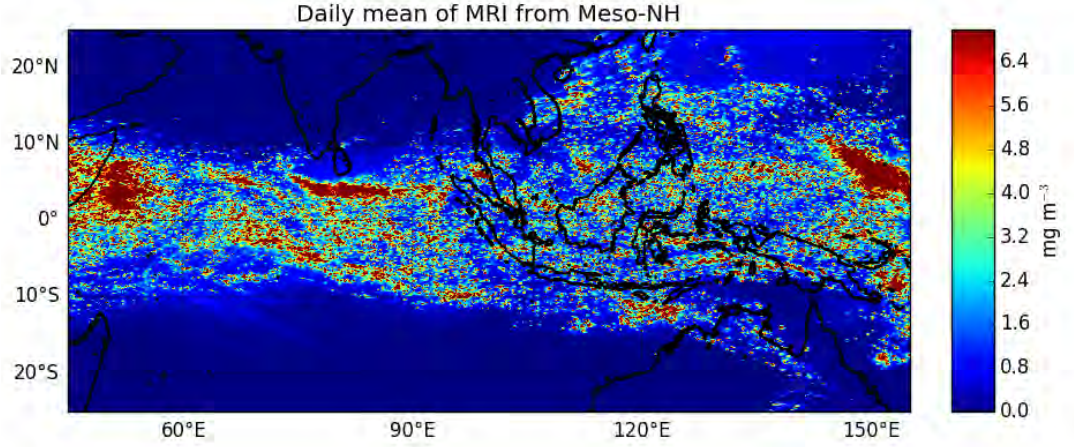 Daily mean of MRI from Meso-NH
20°N
10°N
0°
10°S
20°S
60°E
90°E
120°E
150°E
6.4
5.6
4.8
4.0
3.2
2.4
1.6
0.8
0.0
mg m⁻³